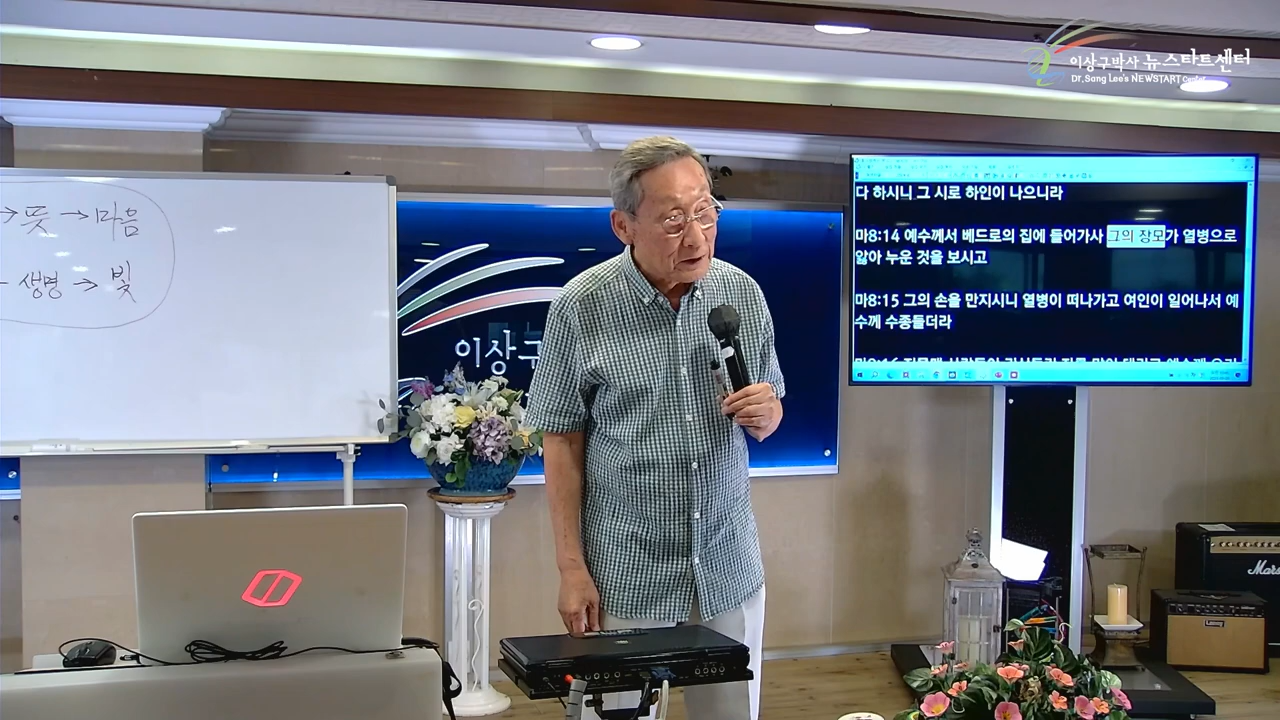 이상구박사 뉴스타트센터
Dr.Sang Lee's NEWSTART Center
→ 뜻 → 마음
생명 → 빛
이상구
다 하시니 그 시로 하인이 나으니라
마8:14 예수께서 베드로의 집에 들어가사 그의 장모가 열병으로
앓아 누운 것을 보시고
마8:15 그의 손을 만지시니 열병이 떠나가고 여인이 일어나서 예
수께 수종들더라
Mars
Laney